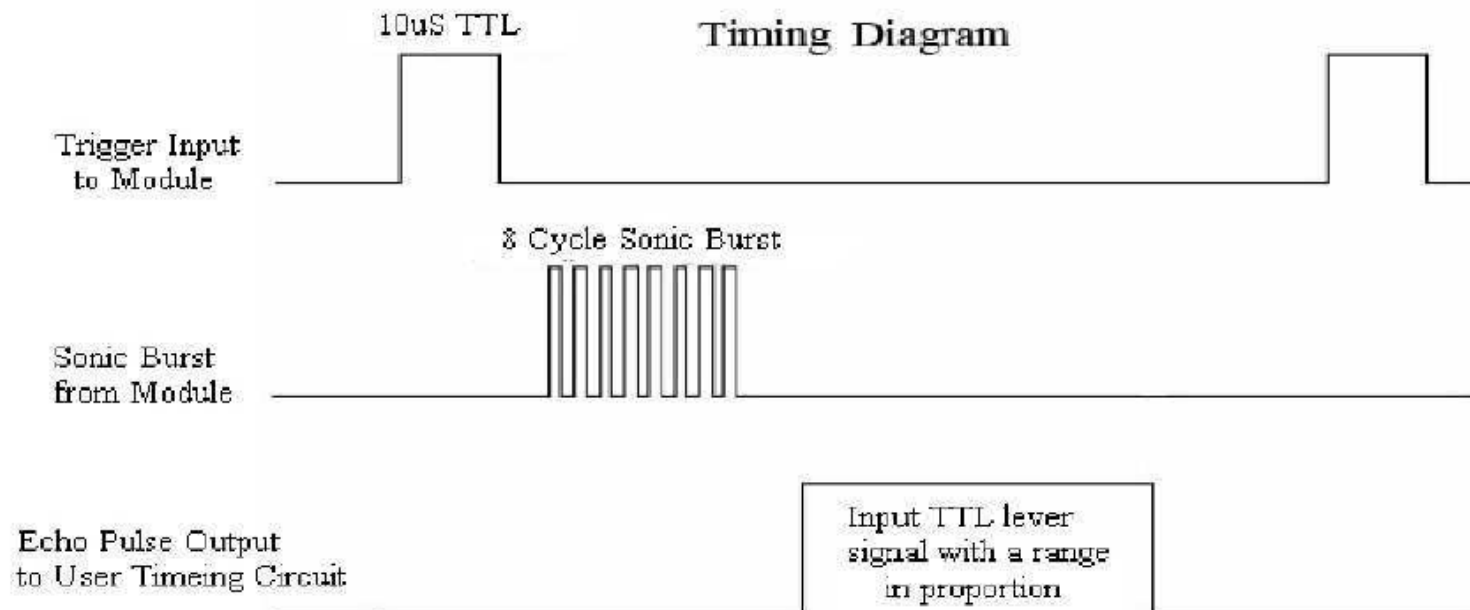 10uS TTL
Timing Diagram
Trigger Input
to Module
8 Cycle Sonic Burst
Sonic Burst
from Module
Echo Pulse Output
to User Timeing Circuit
Input TTL lever
signal with a range
in proportion